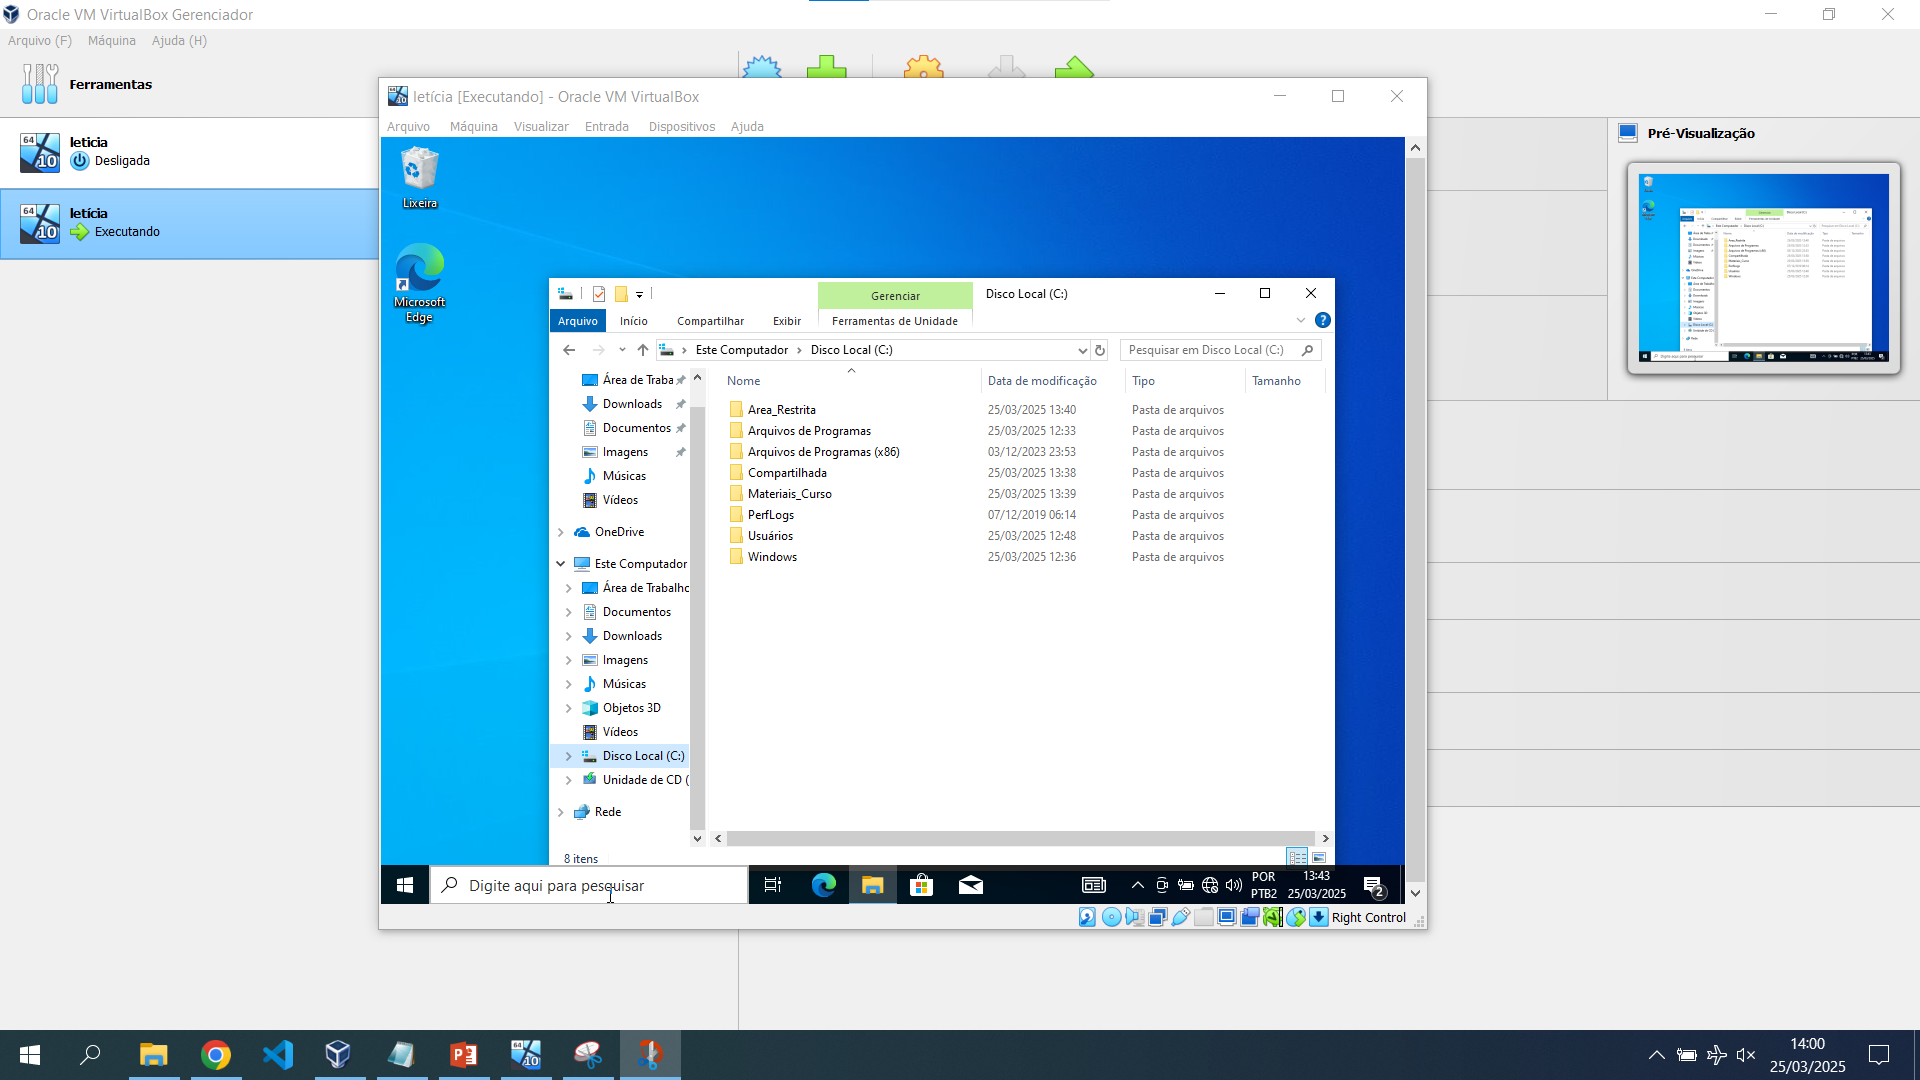 Oracle VM VirtualBox Gerenciador
Arquivo (F) Máquina Ajuda (H)
Ferramentas
64
10
leticia
Desligada
64
10
letícia
Executando
Pré-Visualização
letícia [Executando] - Oracle VM VirtualBox
Arquivo Máquina Visualizar Entrada Dispositivos Ajuda
Lixeira
Microsoft
Edge
Gerenciar
Disco Local (C:)
Arquivo Início Compartilhar Exibir Ferramentas de Unidade
Este Computador > Disco Local (C:)
Pesquisar em Disco Local (C:)
Área de Traba
Downloads
Documentos
Imagens
Músicas
Vídeos
OneDrive
Este Computador
Área de Trabalho
Documentos
Downloads
Imagens
Músicas
Objetos 3D
Vídeos
Disco Local (C:)
Unidade de CD (
Rede
Nome Data de modificação Tipo Tamanho
Area_Restrita 25/03/2025 13:40 Pasta de arquivos
Arquivos de Programas 25/03/2025 12:33 Pasta de arquivos
Arquivos de Programas (x86) 03/12/2023 23:53 Pasta de arquivos
Compartilhada 25/03/2025 13:38 Pasta de arquivos
Materiais_Curso 25/03/2025 13:39 Pasta de arquivos
PerfLogs 07/12/2019 06:14 Pasta de arquivos
Usuários 25/03/2025 12:48 Pasta de arquivos
Windows 25/03/2025 12:36 Pasta de arquivos
8 itens
Digite aqui para pesquisar
POR
PTB2
13:43
25/03/2025
2
Right Control
14:00
25/03/2025